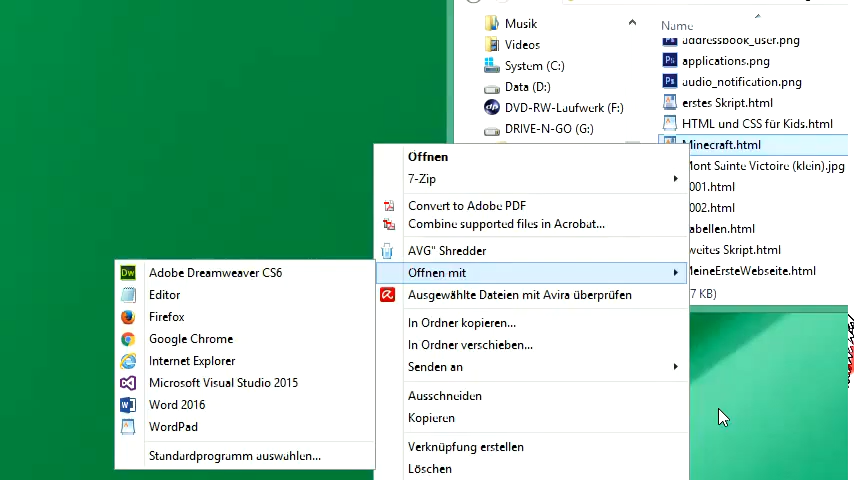 Musik
Videos
System (C:)
Data (D:)
DVD-RW-Laufwerk (F:)
DRIVE-N-GO (G:)
Name
addressbook_user.png
applications.png
audio_notification.png
erstes Skript.html
HTML und CSS für Kids.html
Minecraft.html
Mont Sainte Victoire (klein).jpg
001.html
002.html
abellen.html
weites Skript.html
MeineErsteWebseite.html
7 KB)
Öffnen
7-Zip
Convert to Adobe PDF
Combine supported files in Acrobat...
AVG" Shredder
Öffnen mit
Ausgewählte Dateien mit Avira überprüfen
In Ordner kopieren...
In Ordner verschieben...
Senden an
Ausschneiden
Kopieren
Verknüpfung erstellen
Löschen
Adobe Dreamweaver CS6
Editor
Firefox
Google Chrome
Internet Explorer
Microsoft Visual Studio 2015
Word 2016
WordPad
Standardprogramm auswählen...